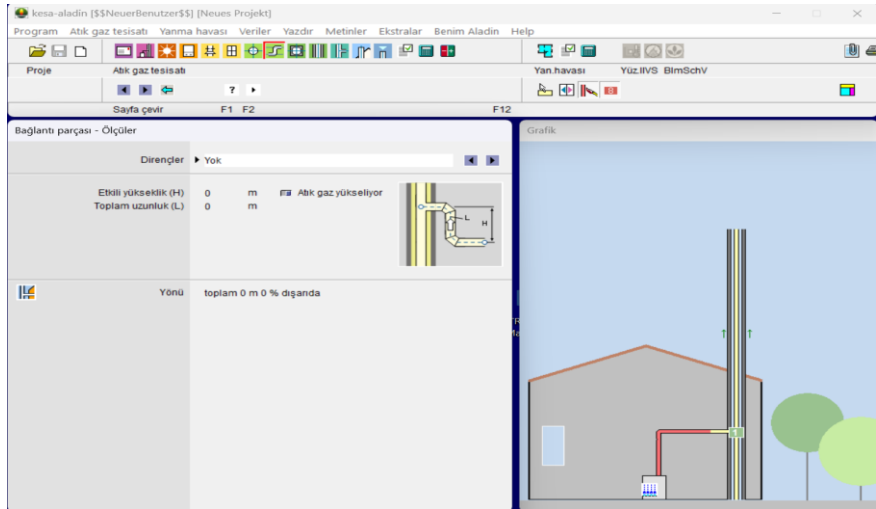 kesa-aladin [$$NeuerBenutzer$$] [Neues Projekt]
Program Atık gaz tesisatı Yanma havası Veriler Yazdır Metinler Ekstralar Benim Aladin Help
Proje Atık gaz tesisatı Yan.havası Yüz.IIVS BImSchV
?
Sayfa çevir F1 F2 F12
Bağlantı parçası - Ölçüler
Grafik
Dirençler Yok
Etkili yükseklik (H) 0 m Atık gaz yükseliyor
Toplam uzunluk (L) 0 m
L
H
Yönü toplam 0 m 0 % dışarıda
1